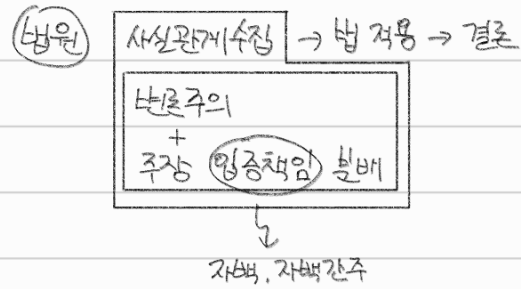 법원 사실관계수집 → 법 적용 → 결론
변론주의
+
주장 입증책임 분배
자백, 자백간주